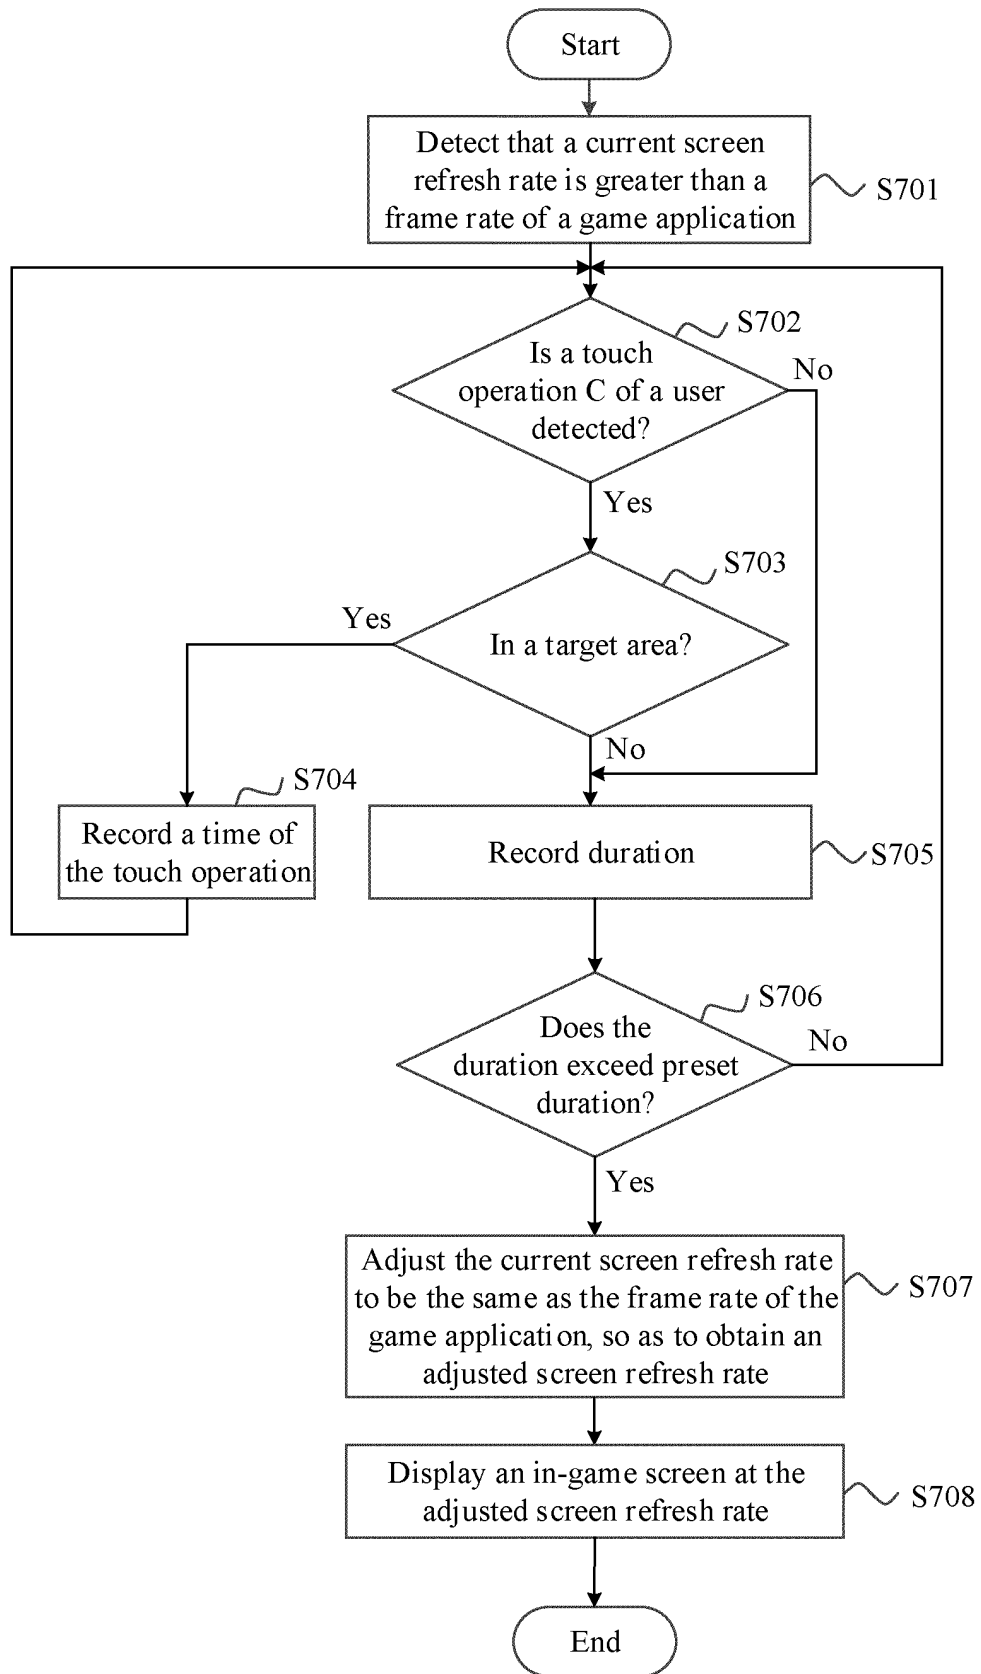 Start
Detect that a current screen
refresh rate is greater than a
frame rate of a game application
S701
S702
Is a touch
operation C of a user
detected?
No
Yes
S703
In a target area?
Yes
No
S704
Record a time of
the touch operation
Record duration
S705
S706
Does the
duration exceed preset
duration?
No
Yes
Adjust the current screen refresh rate
to be the same as the frame rate of the
game application, so as to obtain an
adjusted screen refresh rate
S707
Display an in-game screen at the
adjusted screen refresh rate
S708
End